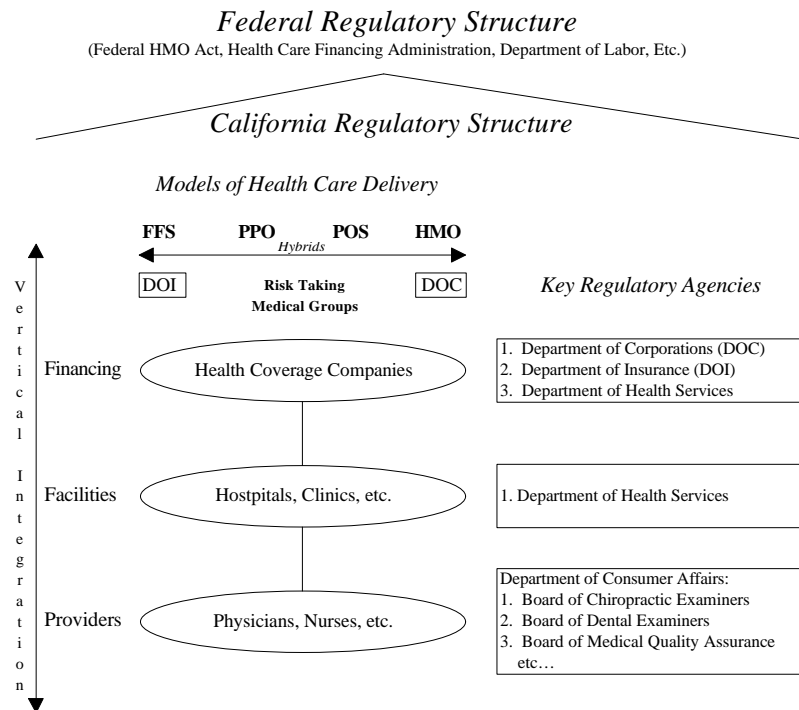 Federal Regulatory Structure
(Federal HMO Act, Health Care Financing Administration, Department of Labor, Etc.)
California Regulatory Structure
Models of Health Care Delivery
FFS PPO POS HMO
Hybrids
DOI Risk Taking DOC
Medical Groups
Key Regulatory Agencies
Vertical Integration
Financing
Health Coverage Companies
1. Department of Corporations (DOC)
2. Department of Insurance (DOI)
3. Department of Health Services
Facilities
Hostpitals, Clinics, etc.
1. Department of Health Services
Providers
Physicians, Nurses, etc.
Department of Consumer Affairs:
1. Board of Chiropractic Examiners
2. Board of Dental Examiners
3. Board of Medical Quality Assurance
etc…